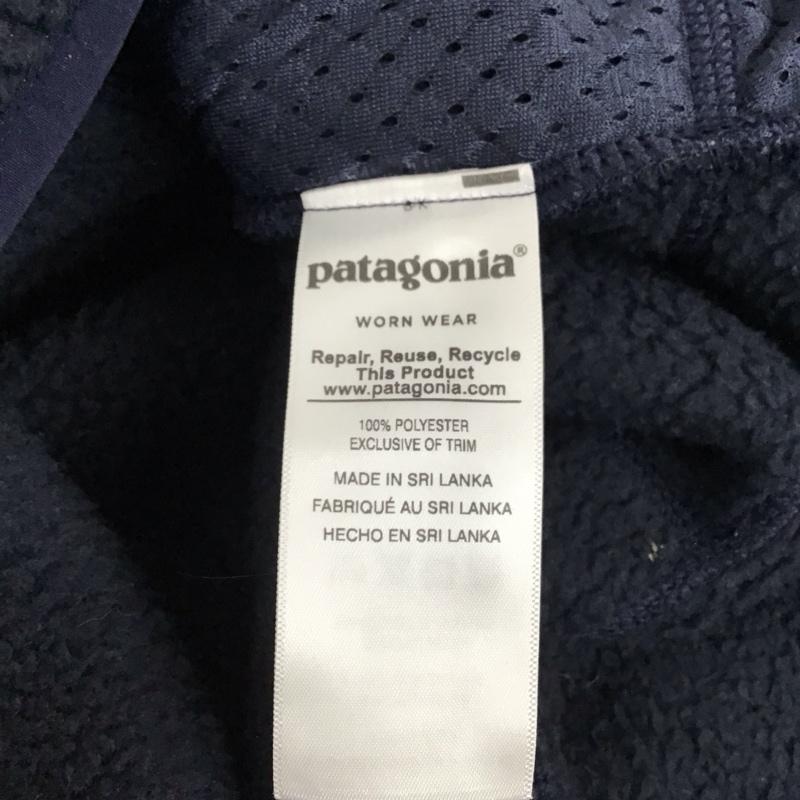 patagonia®
WORN WEAR
Repair, Reuse, Recycle
This Product
www.patagonia.com
100% POLYESTER
EXCLUSIVE OF TRIM
MADE IN SRI LANKA
FABRIQUÉ AU SRI LANKA
HECHO EN SRI LANKA